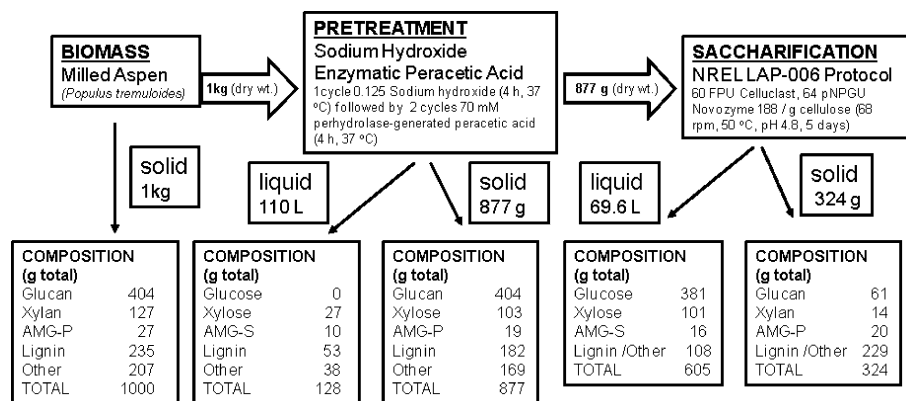 BIOMASS
Milled Aspen
(Populus tremuloides)
1kg (dry wt.)
PRETREATMENT
Sodium Hydroxide
Enzymatic Peracetic Acid
1cycle 0.125 Sodium hydroxide (4 h, 37
ºC) followed by 2 cycles 70 mM
perhydrolase-generated peracetic acid
(4 h, 37 ºC)
877 g (dry wt.)
SACCHARIFICATION
NREL LAP-006 Protocol
60 FPU Celluclast, 64 pNPGU
Novozyme 188 / g cellulose (68
rpm, 50 ºC, pH 4.8, 5 days)
solid
1kg
liquid
110 L
solid
877 g
liquid
69.6 L
solid
324 g
COMPOSITION
(g total)
Glucan 404
Xylan 127
AMG-P 27
Lignin 235
Other 207
TOTAL 1000
COMPOSITION
(g total)
Glucose 0
Xylose 27
AMG-S 10
Lignin 53
Other 38
TOTAL 128
COMPOSITION
(g total)
Glucan 404
Xylose 103
AMG-P 19
Lignin 182
Other 169
TOTAL 877
COMPOSITION
(g total)
Glucose 381
Xylose 101
AMG-S 16
Lignin /Other 108
TOTAL 605
COMPOSITION
(g total)
Glucan 61
Xylan 14
AMG-P 20
Lignin /Other 229
TOTAL 324